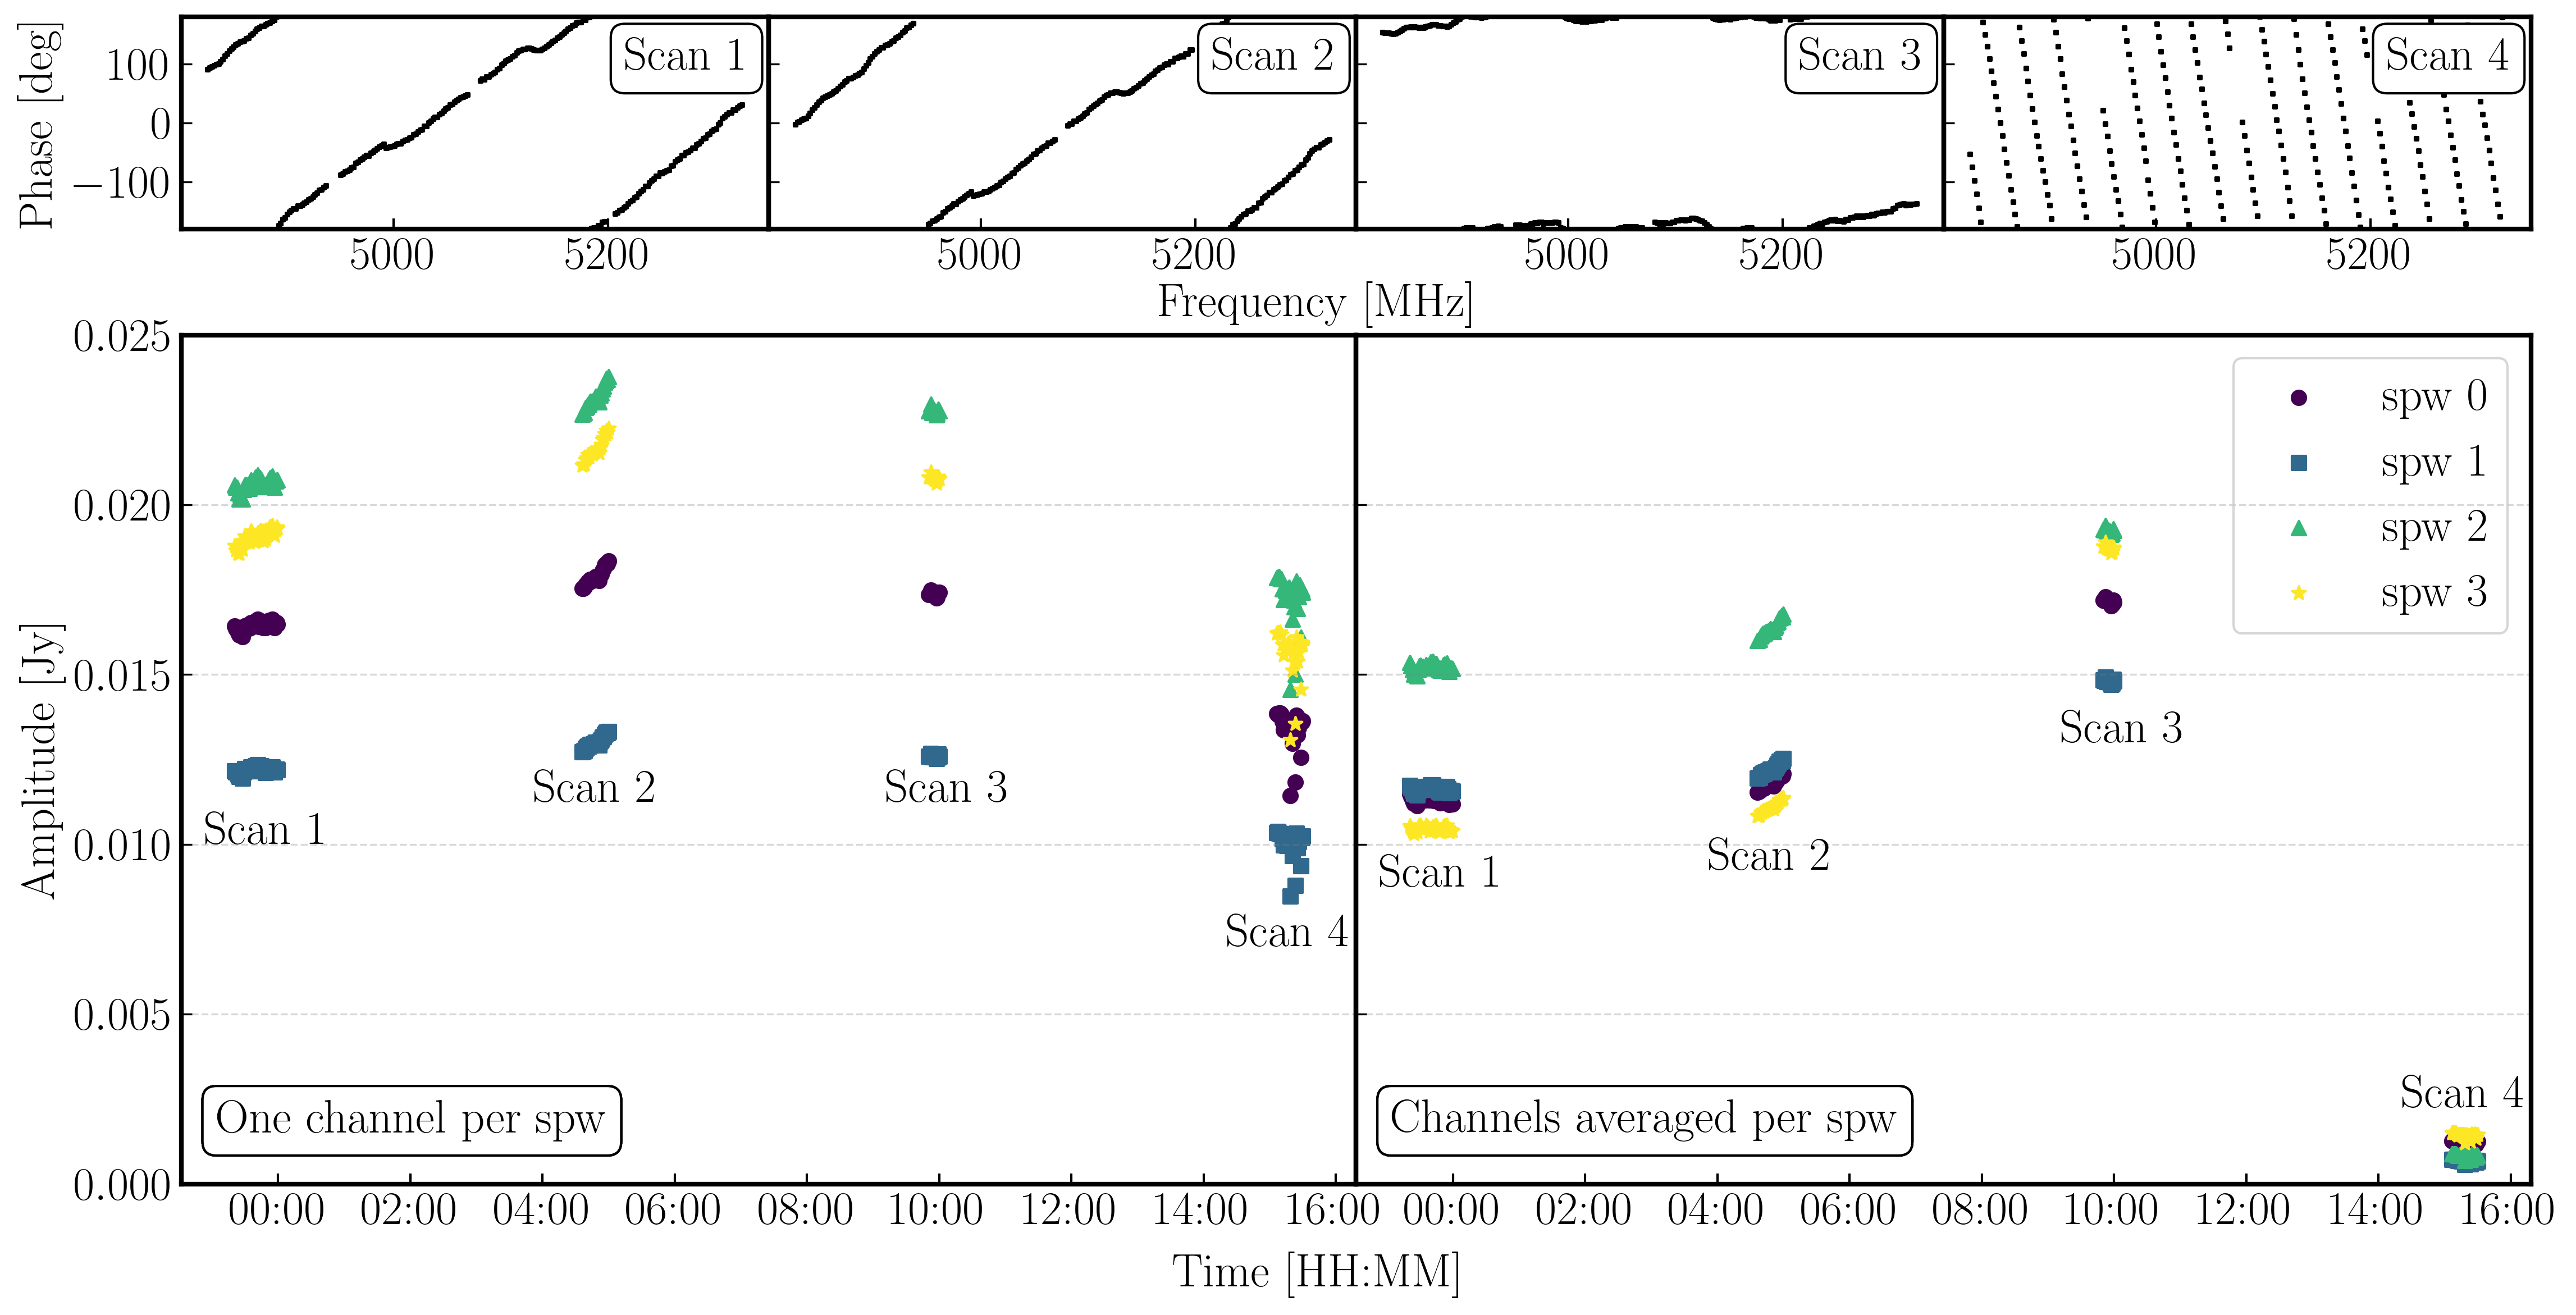 Phase [deg]
100
0
−100
Scan 1
Scan 2
Scan 3
Scan 4
5000 5200 5000 5200 5000 5200 5000 5200
Frequency [MHz]
Amplitude [Jy]
0.025
0.020
0.015
0.010
0.005
0.000
Scan 1
Scan 2
Scan 3
Scan 4
One channel per spw
spw 0
spw 1
spw 2
spw 3
Scan 1
Scan 2
Scan 3
Scan 4
Channels averaged per spw
00:00 02:00 04:00 06:00 08:00 10:00 12:00 14:00 16:00 00:00 02:00 04:00 06:00 08:00 10:00 12:00 14:00 16:00
Time [HH:MM]